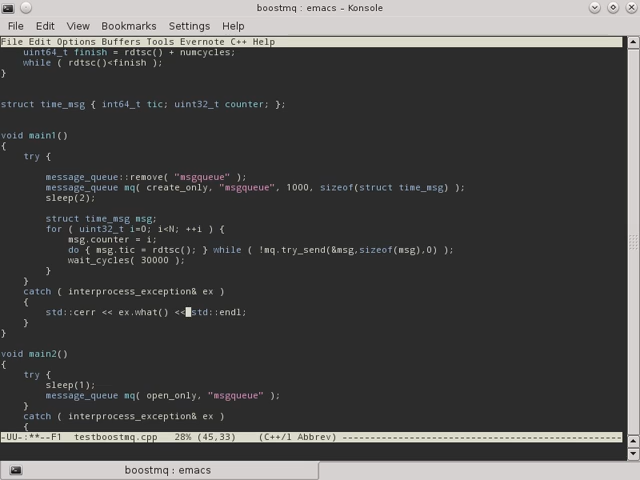 boostmq : emacs – Konsole
File Edit View Bookmarks Settings Help
File Edit Options Buffers Tools Evernote C++ Help
    uint64_t finish = rdtsc() + numcycles;
    while ( rdtsc()<finish );
}
struct time_msg { int64_t tic; uint32_t counter; };
void main1()
{
    try {
        message_queue::remove( "msgqueue" );
        message_queue mq( create_only, "msgqueue", 1000, sizeof(struct time_msg) );
        sleep(2);
        struct time_msg msg;
        for ( uint32_t i=0; i<N; ++i ) {
            msg.counter = i;
            do { msg.tic = rdtsc(); } while ( !mq.try_send(&msg,sizeof(msg),0) );
            wait_cycles( 30000 );
        }
    }
    catch ( interprocess_exception& ex )
    {
        std::cerr << ex.what() << std::endl;
    }
}
void main2()
{
    try {
        sleep(1);
        message_queue mq( open_only, "msgqueue" );
    }
    catch ( interprocess_exception& ex )
    {
-UU-:**--F1  testboostmq.cpp   28% (45,33)    (C++/l Abbrev) --------------------------------------------------
boostmq : emacs